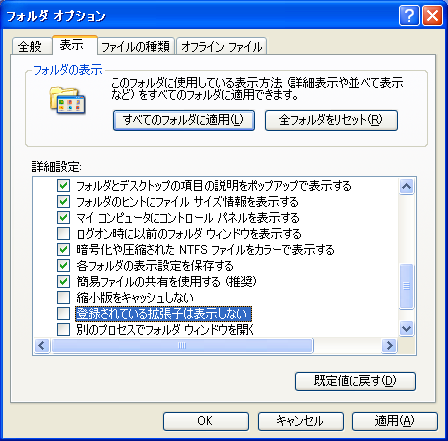 フォルダ オプション
全般
表示
ファイルの種類
オフライン ファイル
フォルダの表示
このフォルダに使用している表示方法 (詳細表示や並べて表示
など) をすべてのフォルダに適用できます。
すべてのフォルダに適用(L)
全フォルダをリセット(R)
詳細設定:
フォルダとデスクトップの項目の説明をポップアップで表示する
フォルダのヒントにファイル サイズ情報を表示する
マイ コンピュータにコントロール パネルを表示する
ログオン時に以前のフォルダ ウィンドウを表示する
暗号化や圧縮された NTFS ファイルをカラーで表示する
各フォルダの表示設定を保存する
簡易ファイルの共有を使用する (推奨)
縮小版をキャッシュしない
登録されている拡張子は表示しない
別のプロセスでフォルダ ウィンドウを開く
既定値に戻す(D)
OK
キャンセル
適用(A)